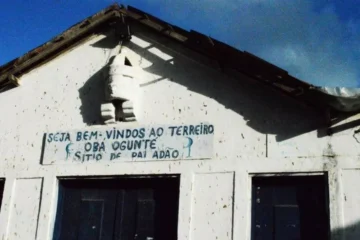 SEJA BEM-VINDOS AO TERREIRO
OBA OGUNTE
SITIO DE PAI ADÃO